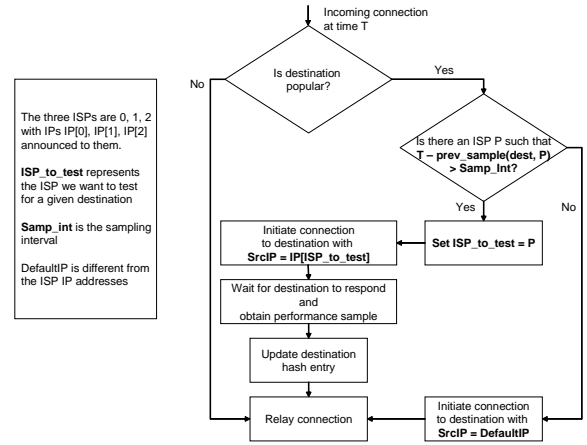 Incoming connection
at time T
Is destination
popular?
No
Yes
The three ISPs are 0, 1, 2
with IPs IP[0], IP[1], IP[2]
announced to them.
ISP_to_test represents
the ISP we want to test
for a given destination
Samp_int is the sampling
interval
DefaultIP is different from
the ISP IP addresses
Is there an ISP P such that
T – prev_sample(dest, P)
> Samp_Int?
No
Yes
Set ISP_to_test = P
Initiate connection
to destination with
SrcIP = IP[ISP_to_test]
Wait for destination to respond
and
obtain performance sample
Update destination
hash entry
Relay connection
Initiate connection
to destination with
SrcIP = DefaultIP